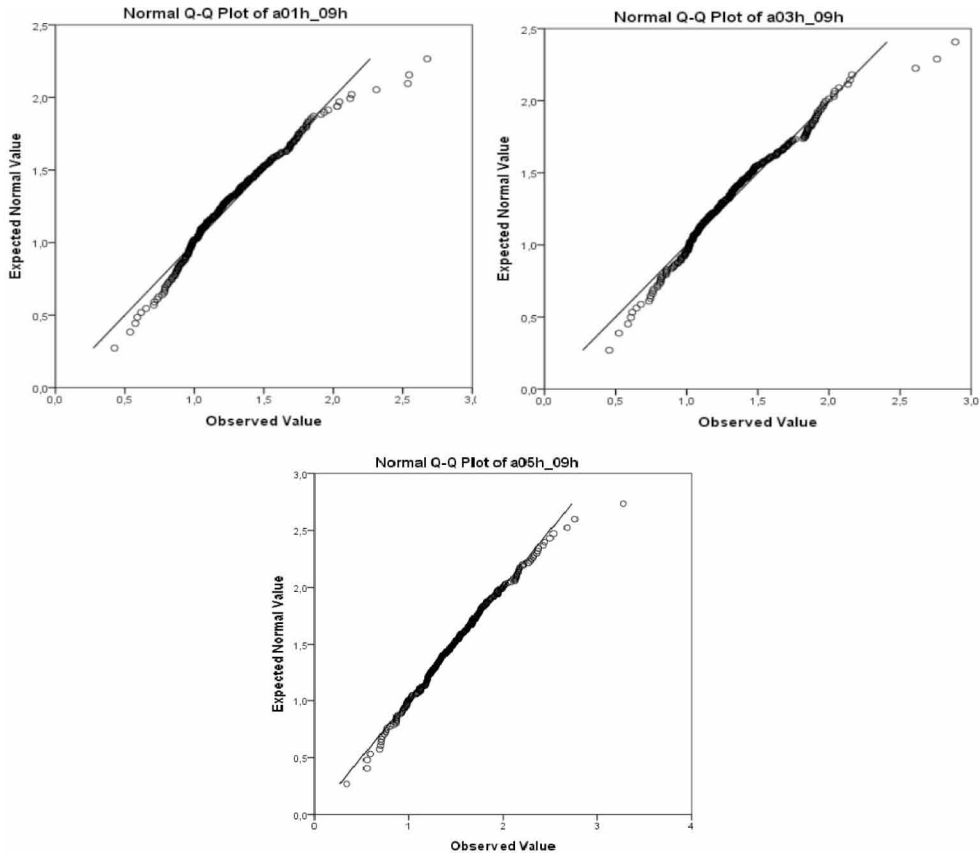 Normal Q-Q Plot of a01h_09h
2,5
2,0
1,5
1,0
0,5
0,0
Expected Normal Value
0,0 0,5 1,0 1,5 2,0 2,5 3,0
Observed Value
Normal Q-Q Plot of a03h_09h
2,5
2,0
1,5
1,0
0,5
0,0
Expected Normal Value
0,0 0,5 1,0 1,5 2,0 2,5 3,0
Observed Value
Normal Q-Q Plot of a05h_09h
3,0
2,5
2,0
1,5
1,0
0,5
0,0
Expected Normal Value
0 1 2 3 4
Observed Value